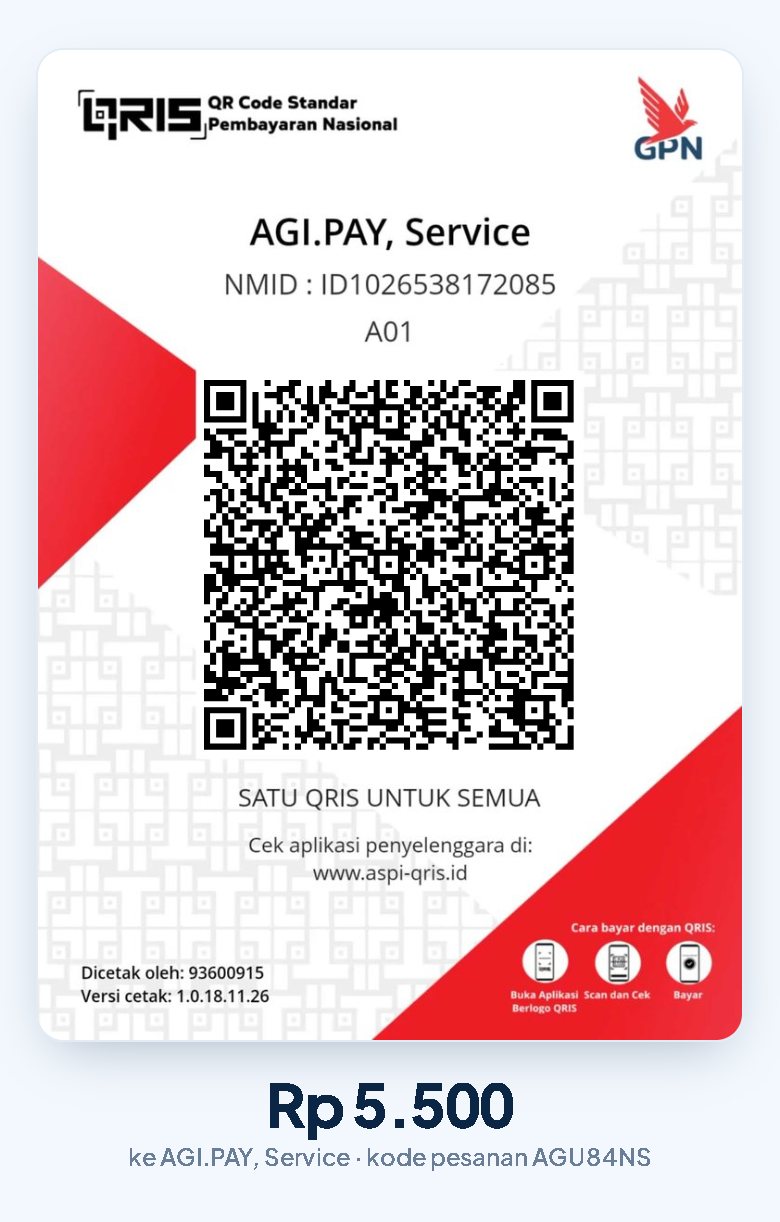 QRIS QR Code Standar
Pembayaran Nasional
GPN
AGI.PAY, Service
NMID : ID1026538172085
A01
SATU QRIS UNTUK SEMUA
Cek aplikasi penyelenggara di:
www.aspi-qris.id
Dicetak oleh: 93600915
Versi cetak: 1.0.18.11.26
Cara bayar dengan QRIS:
Buka Aplikasi
Berlogo QRIS
Scan dan Cek
Bayar
Rp 5.500
ke AGI.PAY, Service · kode pesanan AGU84NS